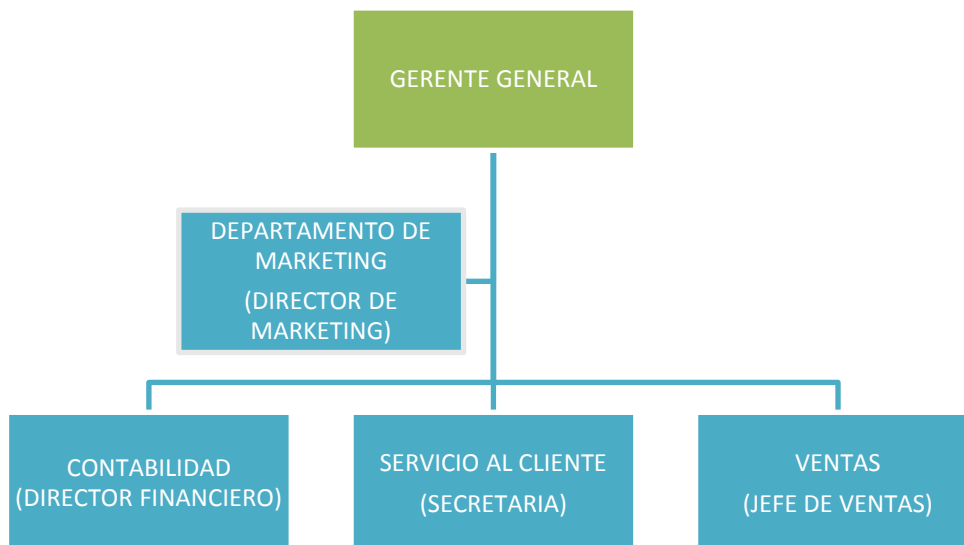 GERENTE GENERAL
DEPARTAMENTO DE
MARKETING
(DIRECTOR DE
MARKETING)
CONTABILIDAD
(DIRECTOR FINANCIERO)
SERVICIO AL CLIENTE
(SECRETARIA)
VENTAS
(JEFE DE VENTAS)